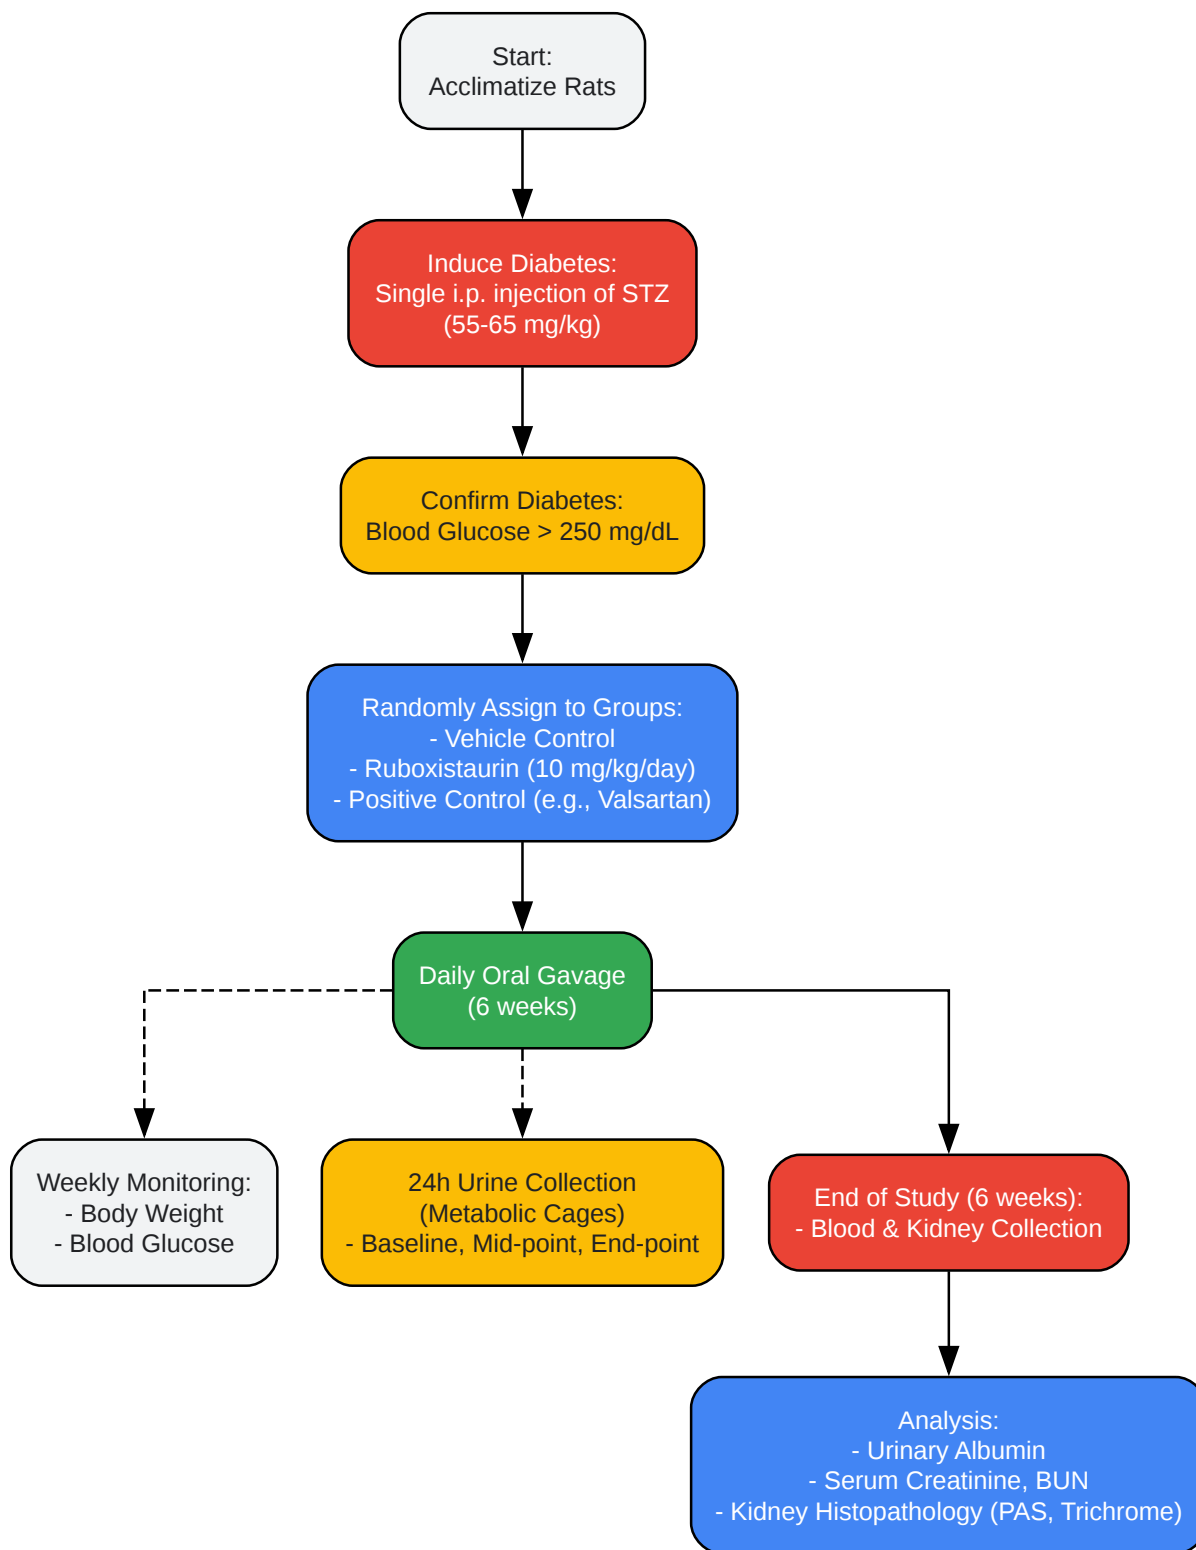 Start:
Acclimatize Rats
Induce Diabetes:
Single i.p. injection of STZ
(55-65 mg/kg)
Confirm Diabetes:
Blood Glucose > 250 mg/dL
Randomly Assign to Groups:
- Vehicle Control
- Ruboxistaurin (10 mg/kg/day)
- Positive Control (e.g., Valsartan)
Daily Oral Gavage
(6 weeks)
Weekly Monitoring:
- Body Weight
- Blood Glucose
24h Urine Collection
(Metabolic Cages)
- Baseline, Mid-point, End-point
End of Study (6 weeks):
- Blood & Kidney Collection
Analysis:
- Urinary Albumin
- Serum Creatinine, BUN
- Kidney Histopathology (PAS, Trichrome)